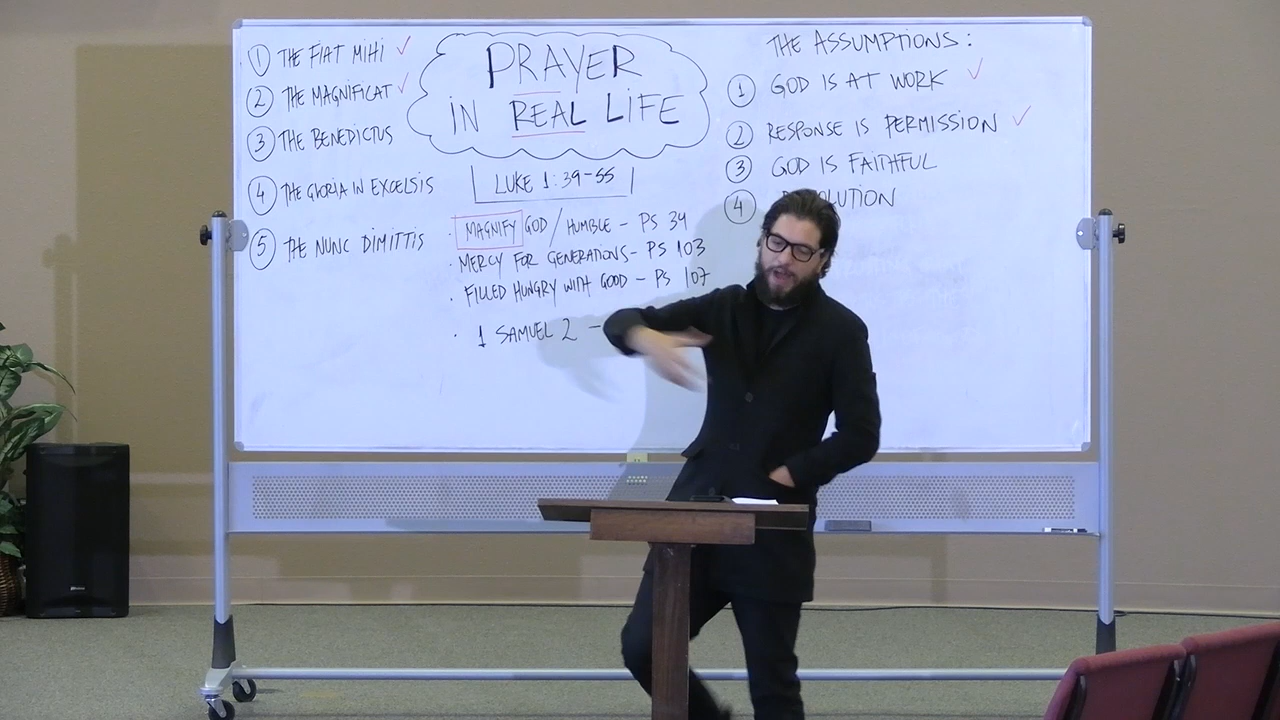 ① THE FIAT MIHI ✓
② THE MAGNIFICAT ✓
③ THE BENEDICTUS
④ THE GLORIA IN EXCELSIS
⑤ THE NUNC DIMITTIS
PRAYER
IN REAL LIFE
LUKE 1:39-55
· MAGNIFY GOD / HUMBLE - PS 34
· MERCY FOR GENERATIONS - PS 103
· FILLED HUNGRY WITH GOOD - PS 107
· 1 SAMUEL 2 -
THE ASSUMPTIONS:
① GOD IS AT WORK ✓
② RESPONSE IS PERMISSION ✓
③ GOD IS FAITHFUL
④